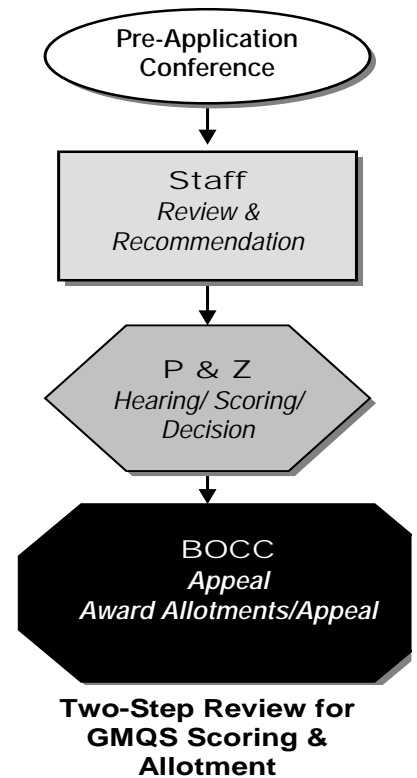 Pre-Application
Conference
Staff
Review &
Recommendation
P & Z
Hearing/ Scoring/
Decision
BOCC
Appeal
Award Allotments/Appeal
Two-Step Review for
GMQS Scoring &
Allotment